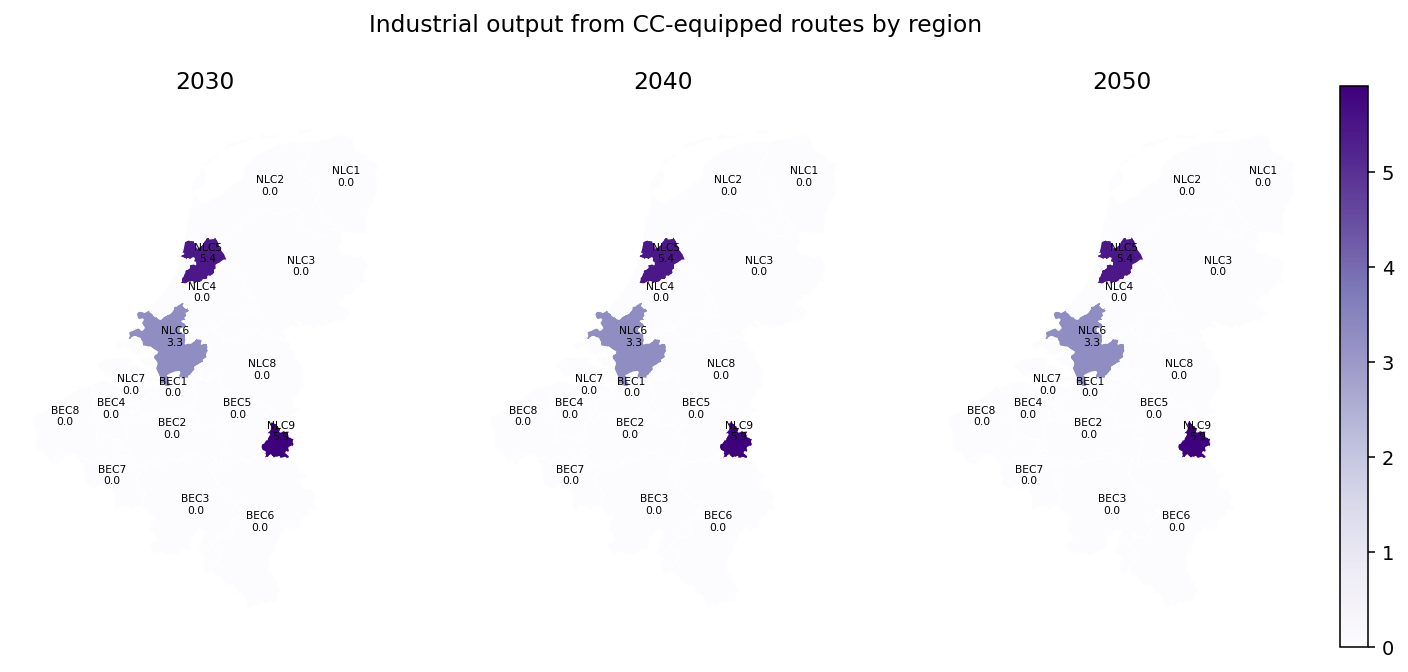 Industrial output from CC-equipped routes by region
2030
NLC1
0.0
NLC2
0.0
NLC5
5.4
NLC3
0.0
NLC4
0.0
NLC6
3.3
NLC8
0.0
NLC7
0.0
BEC1
0.0
BEC4
0.0
BEC5
0.0
BEC8
0.0
BEC2
0.0
NLC9
5.9
BEC7
0.0
BEC3
0.0
BEC6
0.0
2040
NLC1
0.0
NLC2
0.0
NLC5
5.4
NLC3
0.0
NLC4
0.0
NLC6
3.3
NLC8
0.0
NLC7
0.0
BEC1
0.0
BEC4
0.0
BEC5
0.0
BEC8
0.0
BEC2
0.0
NLC9
5.9
BEC7
0.0
BEC3
0.0
BEC6
0.0
2050
NLC1
0.0
NLC2
0.0
NLC5
5.4
NLC3
0.0
NLC4
0.0
NLC6
3.3
NLC8
0.0
NLC7
0.0
BEC1
0.0
BEC4
0.0
BEC5
0.0
BEC8
0.0
BEC2
0.0
NLC9
5.9
BEC7
0.0
BEC3
0.0
BEC6
0.0
5
4
3
2
1
0